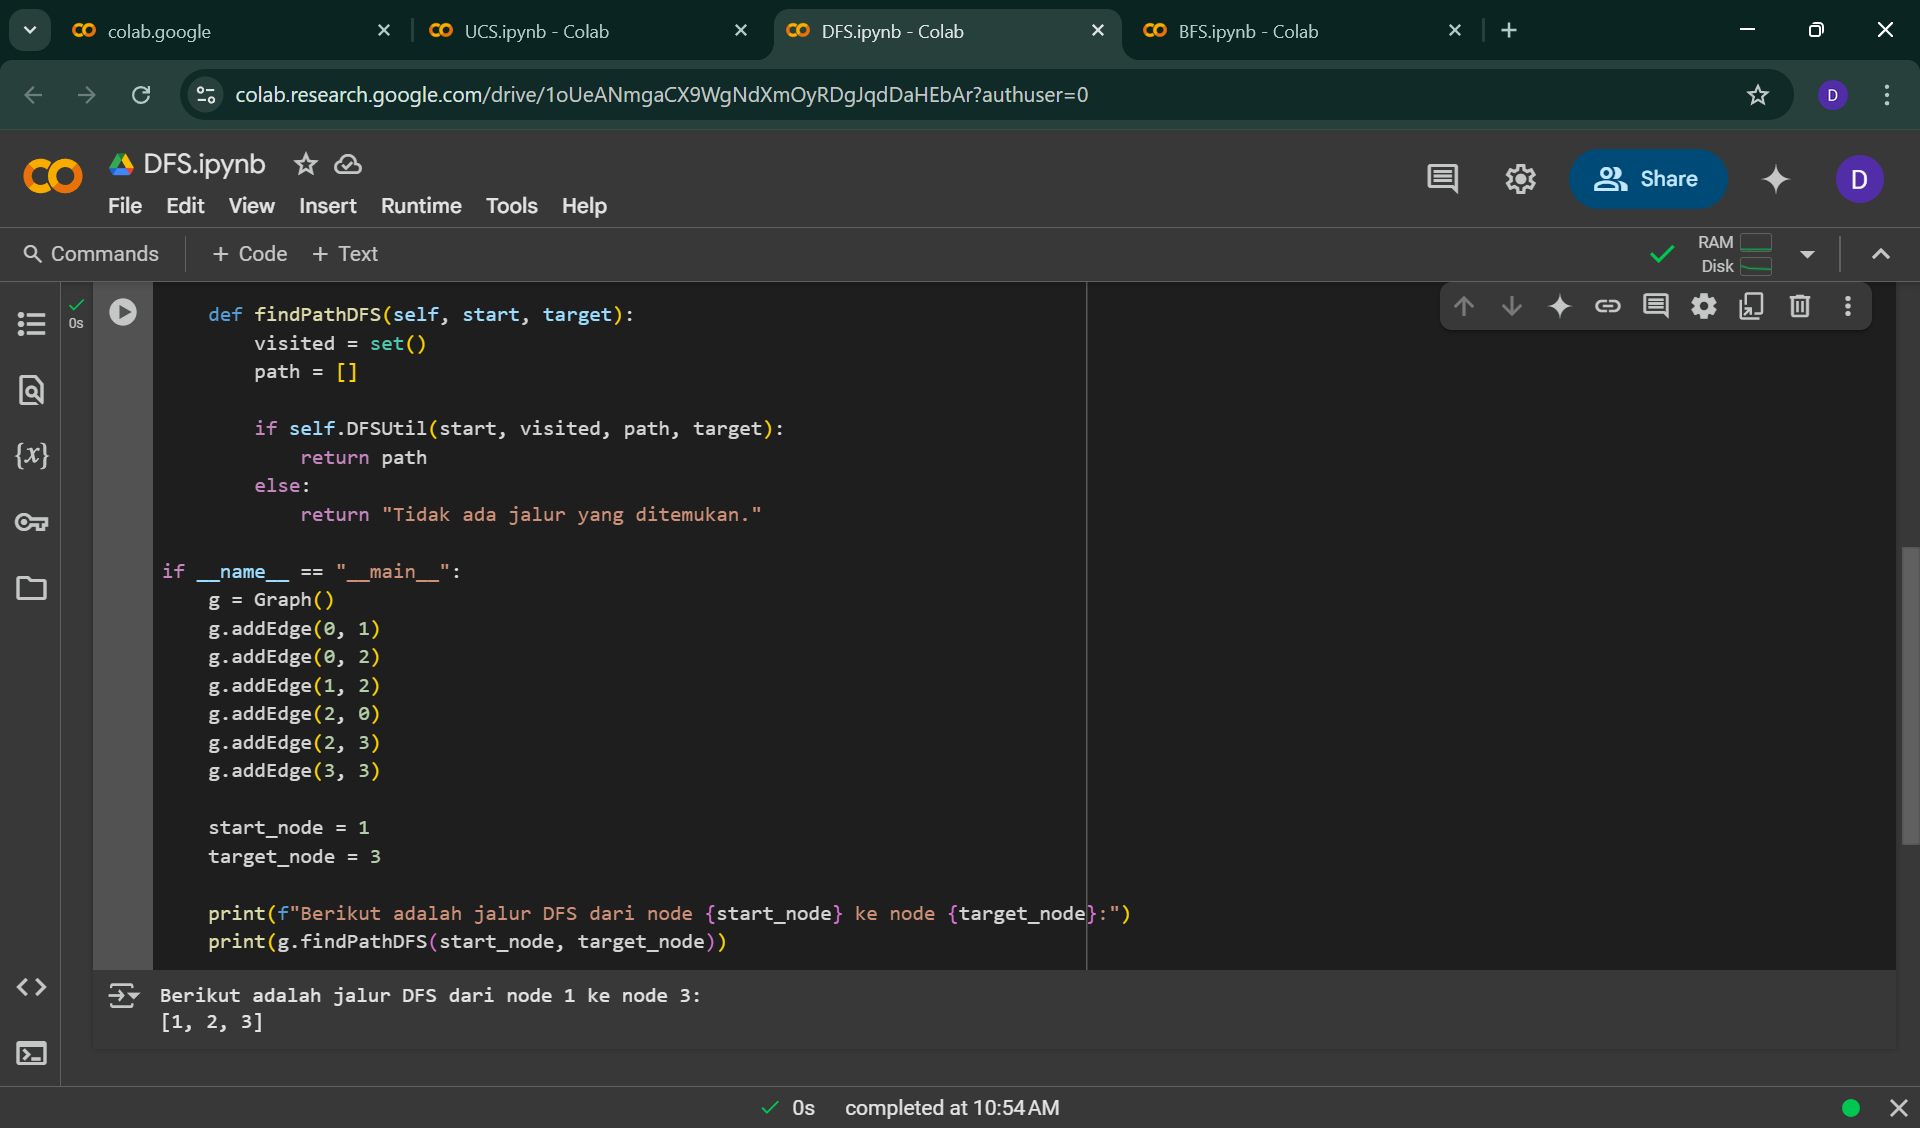 colab.google
UCS.ipynb - Colab
DFS.ipynb - Colab
BFS.ipynb - Colab
colab.research.google.com/drive/1oUeANmgaCX9WgNdXmOyRDgJqdDaHEbAr?authuser=0
D
DFS.ipynb
Share
D
File Edit View Insert Runtime Tools Help
Commands
+ Code + Text
RAM
Disk
0s
def findPathDFS(self, start, target):
visited = set()
path = []
if self.DFSUtil(start, visited, path, target):
return path
else:
return "Tidak ada jalur yang ditemukan."
if __name__ == "__main__":
g = Graph()
g.addEdge(0, 1)
g.addEdge(0, 2)
g.addEdge(1, 2)
g.addEdge(2, 0)
g.addEdge(2, 3)
g.addEdge(3, 3)
start_node = 1
target_node = 3
print(f"Berikut adalah jalur DFS dari node {start_node} ke node {target_node}:")
print(g.findPathDFS(start_node, target_node))
Berikut adalah jalur DFS dari node 1 ke node 3:
[1, 2, 3]
0s completed at 10:54 AM